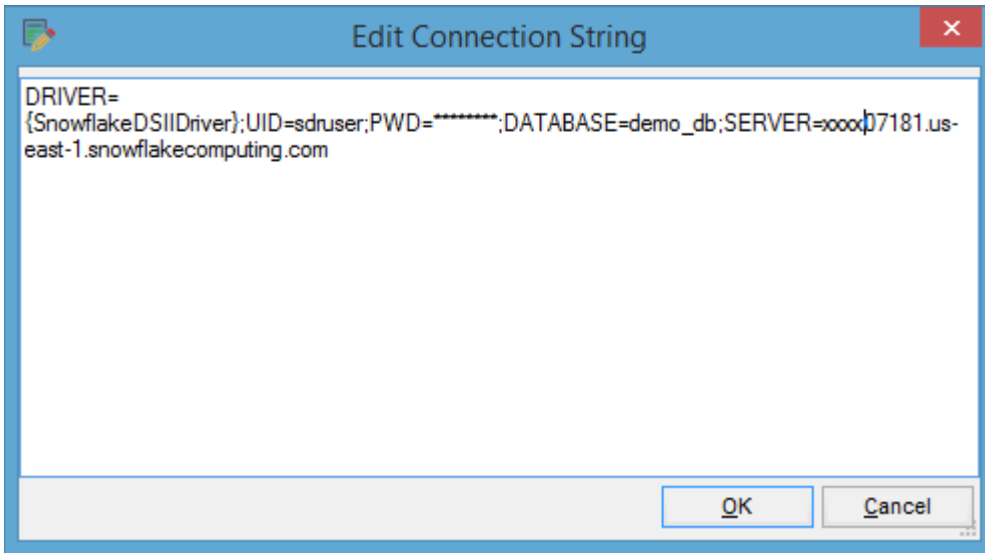 Edit Connection String
DRIVER=
{SnowflakeDSIIDriver};UID=sdruser;PWD=********;DATABASE=demo_db;SERVER=xxxx07181.us-
east-1.snowflakecomputing.com
OK
Cancel